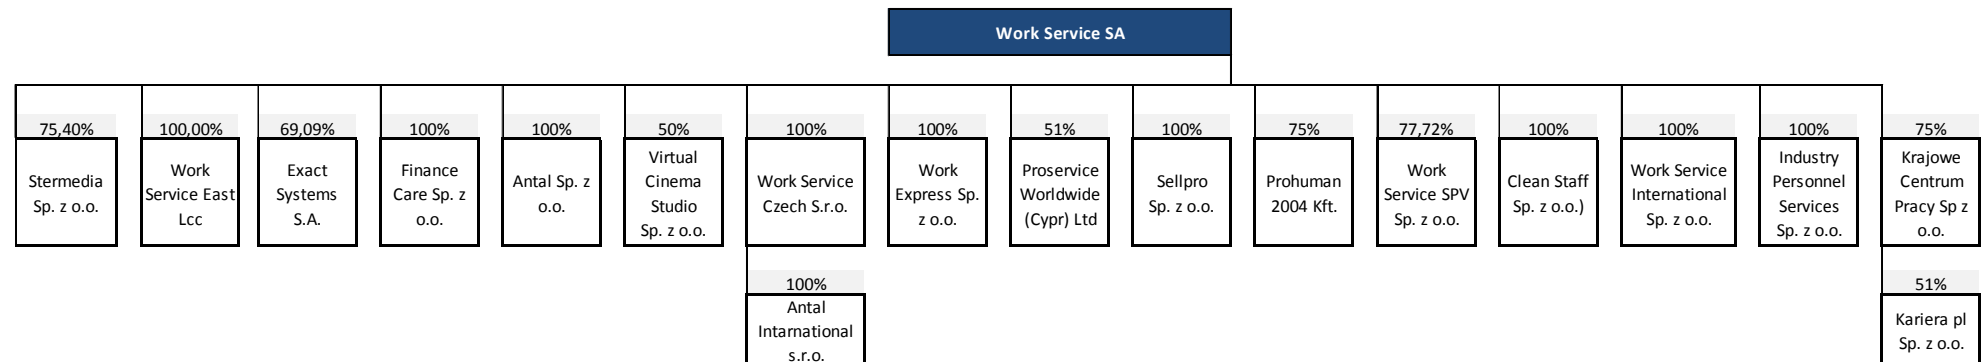 Work Service SA
75,40%
100,00%
69,09%
100%
100%
50%
100%
100%
51%
100%
75%
77,72%
100%
100%
100%
75%
Stermedia
Sp. z o.o.
Work
Service East
Lcc
Exact
Systems
S.A.
Finance
Care Sp. z
o.o.
Antal Sp. z
o.o.
Virtual
Cinema
Studio
Sp. z o.o.
Work Service
Czech S.r.o.
Work
Express Sp.
z o.o.
Proservice
Worldwide
(Cypr) Ltd
Sellpro
Sp. z o.o.
Prohuman
2004 Kft.
Work
Service SPV
Sp. z o.o.
Clean Staff
Sp. z o.o.)
Work Service
International
Sp. z o.o.
Industry
Personnel
Services
Sp. z o.o.
Krajowe
Centrum
Pracy Sp z
o.o.
100%
Antal
Intarnational
s.r.o.
51%
Kariera pl
Sp. z o.o.